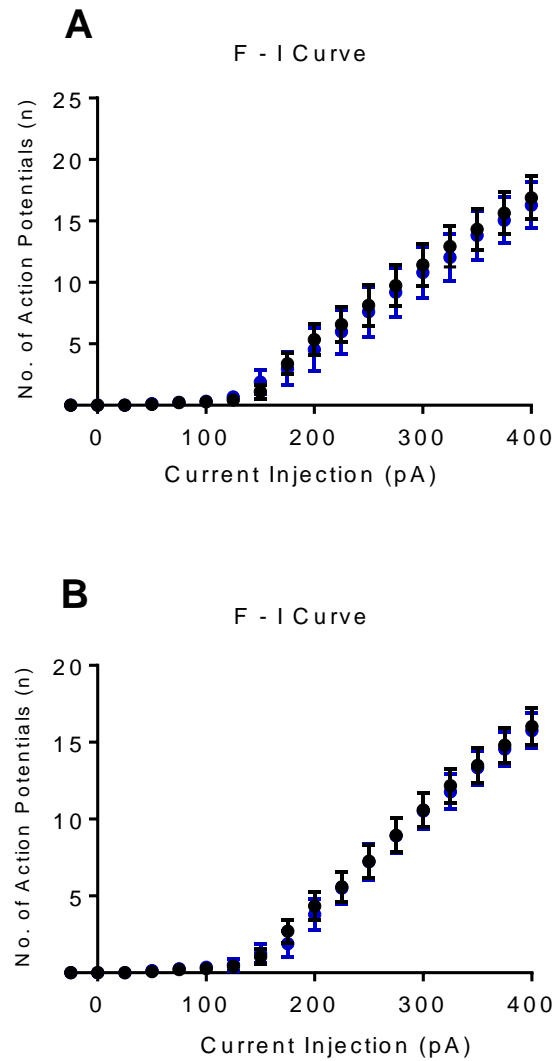 A
F - I Curve
25
20
15
10
5
No. of Action Potentials (n)
0 100 200 300 400
Current Injection (pA)
B
F - I Curve
20
15
10
5
No. of Action Potentials (n)
0 100 200 300 400
Current Injection (pA)